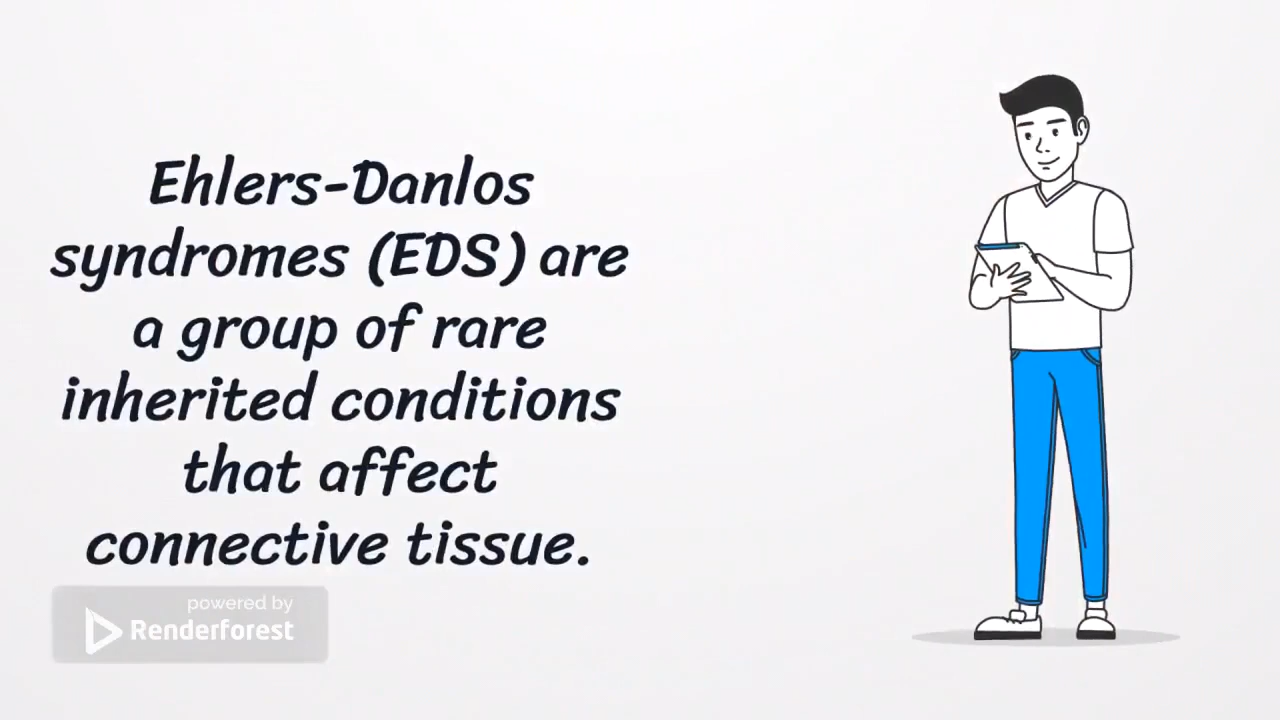 Ehlers-Danlos
syndromes (EDS) are
a group of rare
inherited conditions
that affect
connective tissue.
powered by
Renderforest